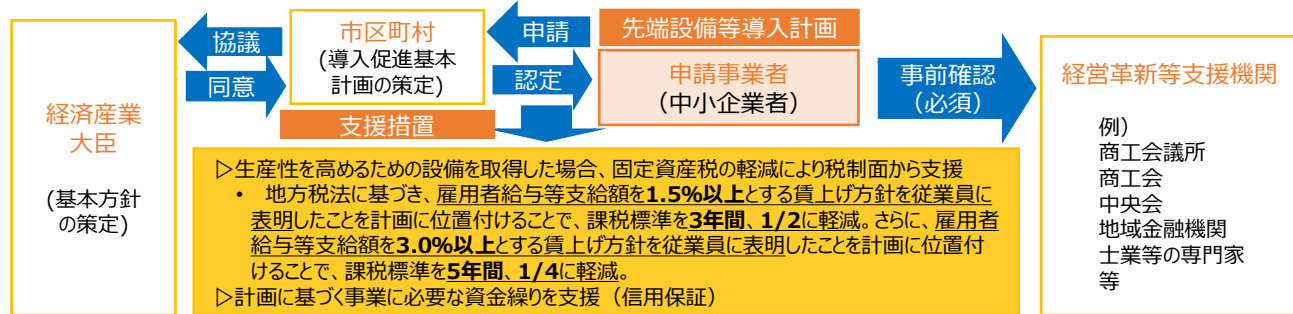 経済産業
大臣
(基本方針
の策定)
協議
同意
市区町村
(導入促進基本
計画の策定)
申請
認定
先端設備等導入計画
申請事業者
（中小企業者）
事前確認
（必須）
経営革新等支援機関
例）
商工会議所
商工会
中央会
地域金融機関
士業等の専門家
等
支援措置
▷生産性を高めるための設備を取得した場合、固定資産税の軽減により税制面から支援
• 地方税法に基づき、雇用者給与等支給額を1.5%以上とする賃上げ方針を従業員に
表明したことを計画に位置付けることで、課税標準を3年間、1/2に軽減。さらに、雇用者
給与等支給額を3.0%以上とする賃上げ方針を従業員に表明したことを計画に位置付
けることで、課税標準を5年間、1/4に軽減。
▷計画に基づく事業に必要な資金繰りを支援（信用保証）